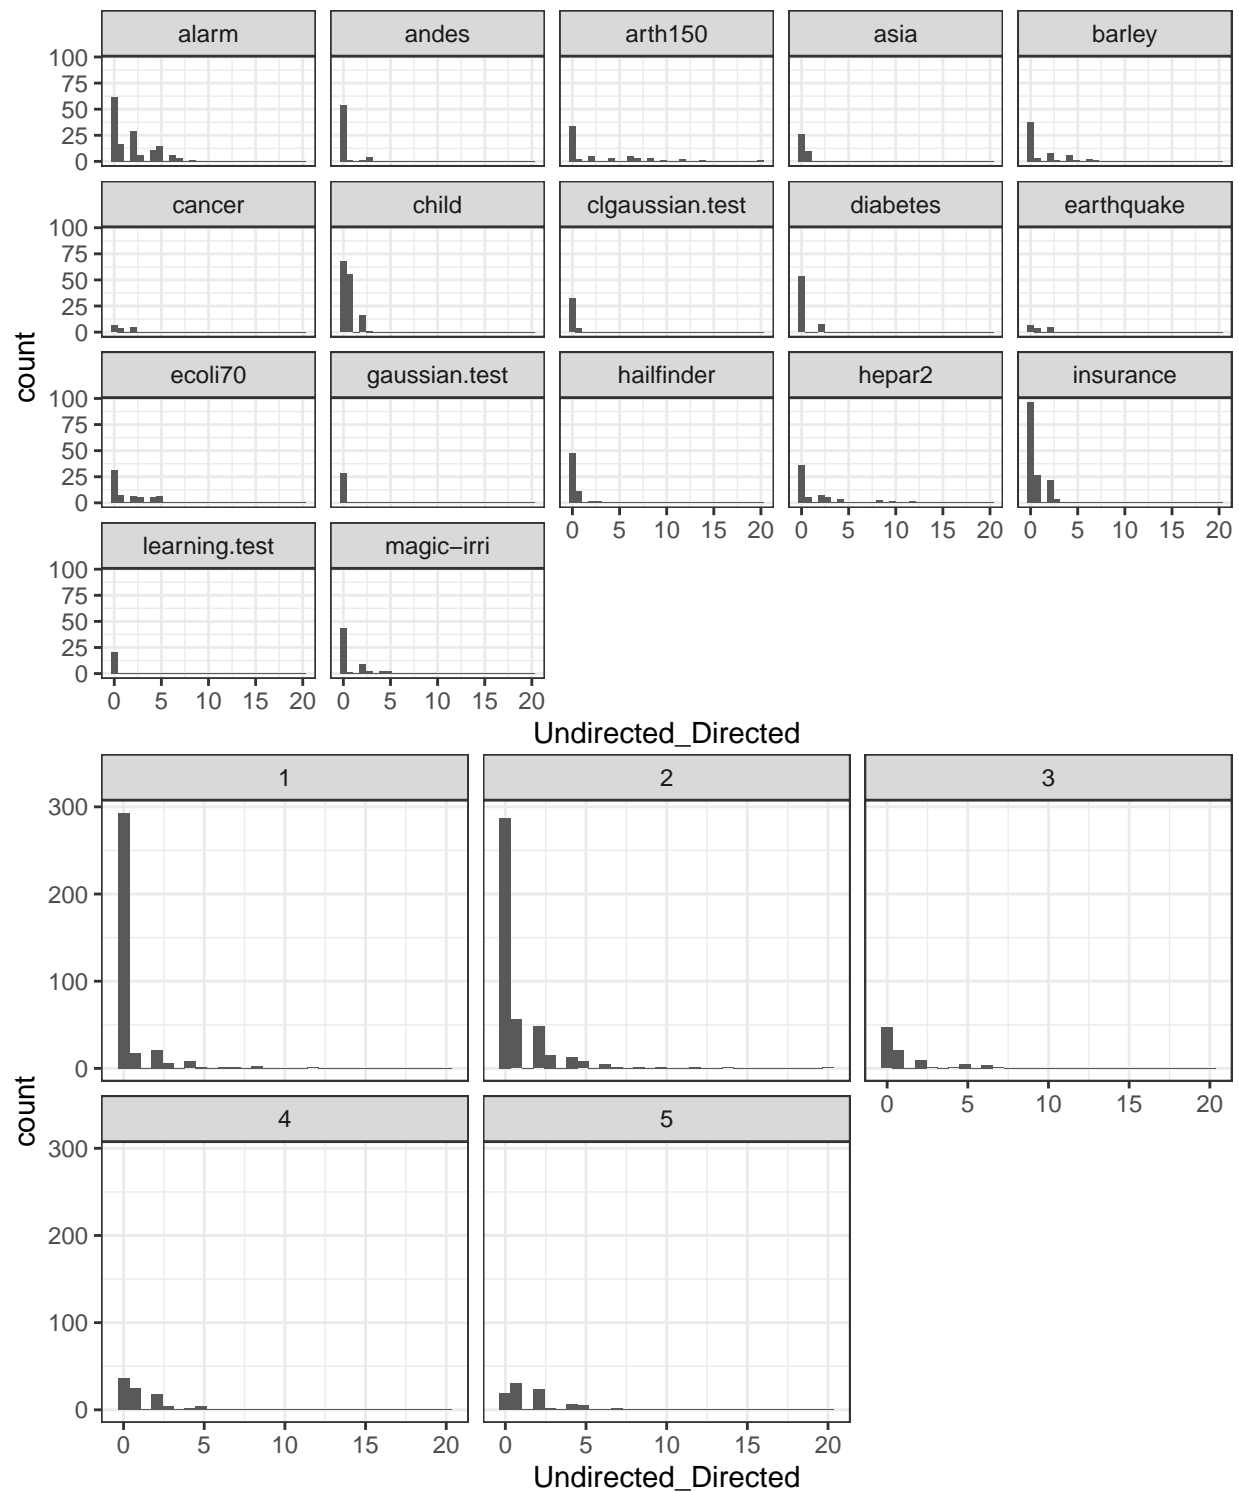 alarm andes arth150 asia barley
100
75
50
25
0
cancer child clgaussian.test diabetes earthquake
100
75
50
25
0
count
ecoli70 gaussian.test hailfinder hepar2 insurance
100
75
50
25
0
0 5 10 15 20 0 5 10 15 20 0 5 10 15 20
learning.test magic−irri
100
75
50
25
0
0 5 10 15 20 0 5 10 15 20
Undirected_Directed
1 2 3
300
200
100
0
0 5 10 15 20
count
4 5
300
200
100
0
0 5 10 15 20 0 5 10 15 20
Undirected_Directed